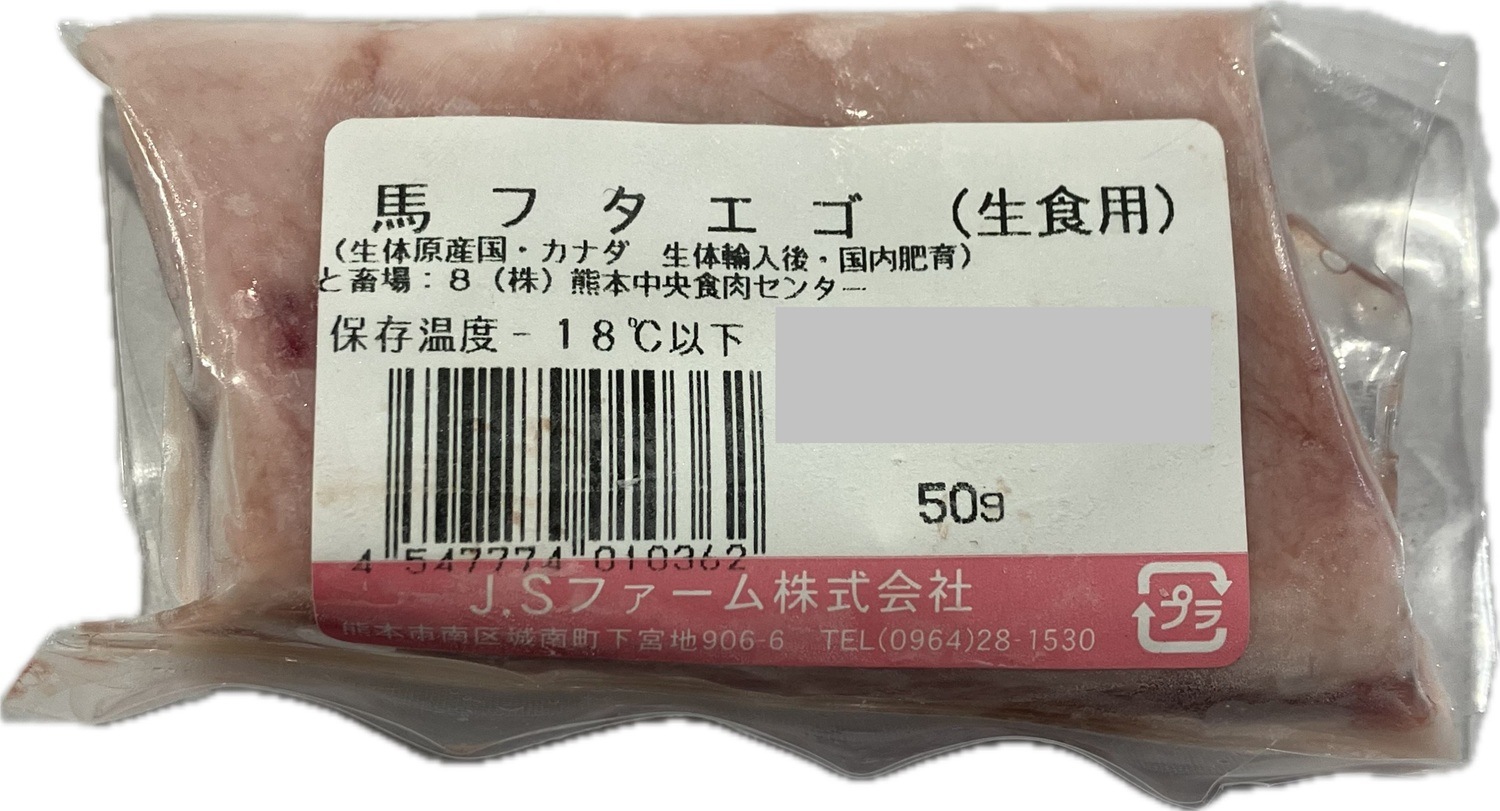 馬フタエゴ (生食用)
(生体原産国・カナダ 生体輸入後・国内肥育)
と畜場:8(株)熊本中央食肉センター
保存温度-18℃以下
4 547774 010362
50g
J.Sファーム株式会社
熊本市南区城南町下宮地906-6 TEL(0964)28-1530
プラ